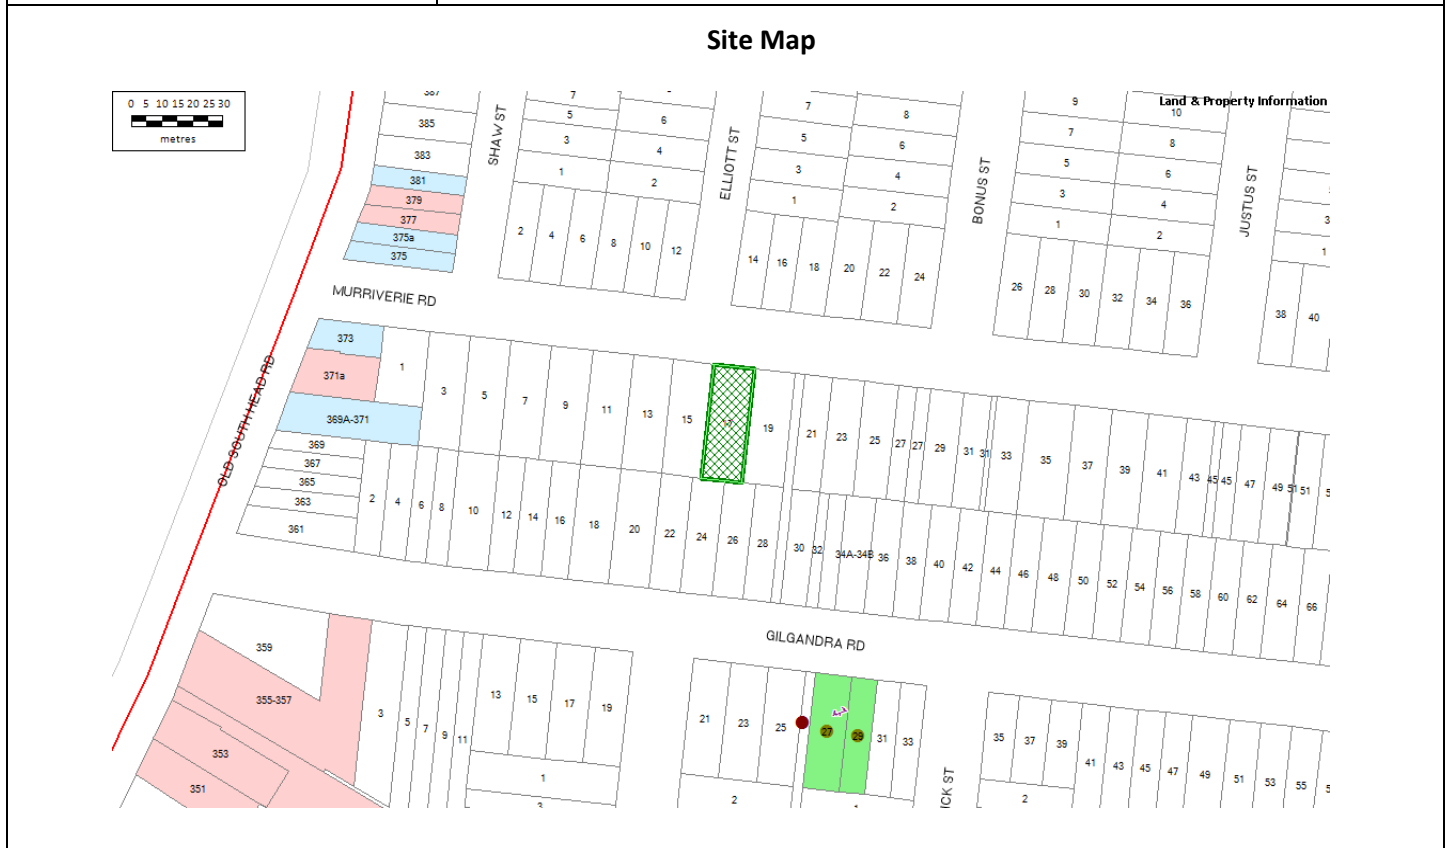 Site Map
0 5 10 15 20 25 30
metres
Land & Property Information
387
385
383
381
379
377
375a
375
SHAW ST
7
5
3
1
6
4
2
2 4 6 8 10 12
ELLIOTT ST
7
5
3
1
8
6
4
2
14 16 18 20 22 24
BONUS ST
9
7
5
3
1
10
8
6
4
2
26 28 30 32 34 36
JUSTUS ST
3
1
38 40
MURRIVERIE RD
OLD SOUTH HEAD RD
373
371a
369A-371
369
367
365
363
361
1 3 5 7 9 11 13 15 17 19 21 23 25 27 27 29 31 31 33 35 37 39 41 43 45 45 47 49 51 51
2 4 6 8 10 12 14 16 18 20 22 24 26 28 30 32 34A-34B 36 38 40 42 44 46 48 50 52 54 56 58 60 62 64 66
GILGANDRA RD
359
355-357
353
351
3 5 7 9 11 13 15 17 19
1
3
21 23 25 27 29 31 33
2
1
ICK ST
35 37 39 41 43 45 47 49 51 53 55
2